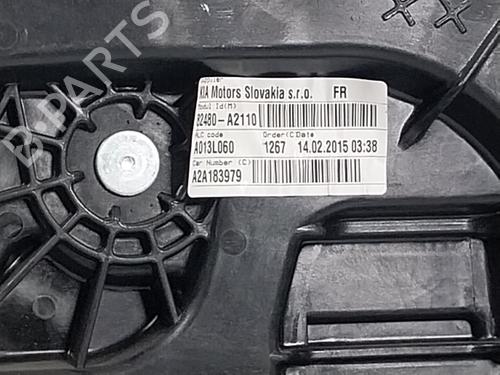 KIA Motors Slovakia s.r.o. FR
Modul Id(M)
82480-A2110
ALC code Order(C) Date
A013L060 1267 14.02.2015 03:38
Car Number (C)
A2A183979
B-PARTS